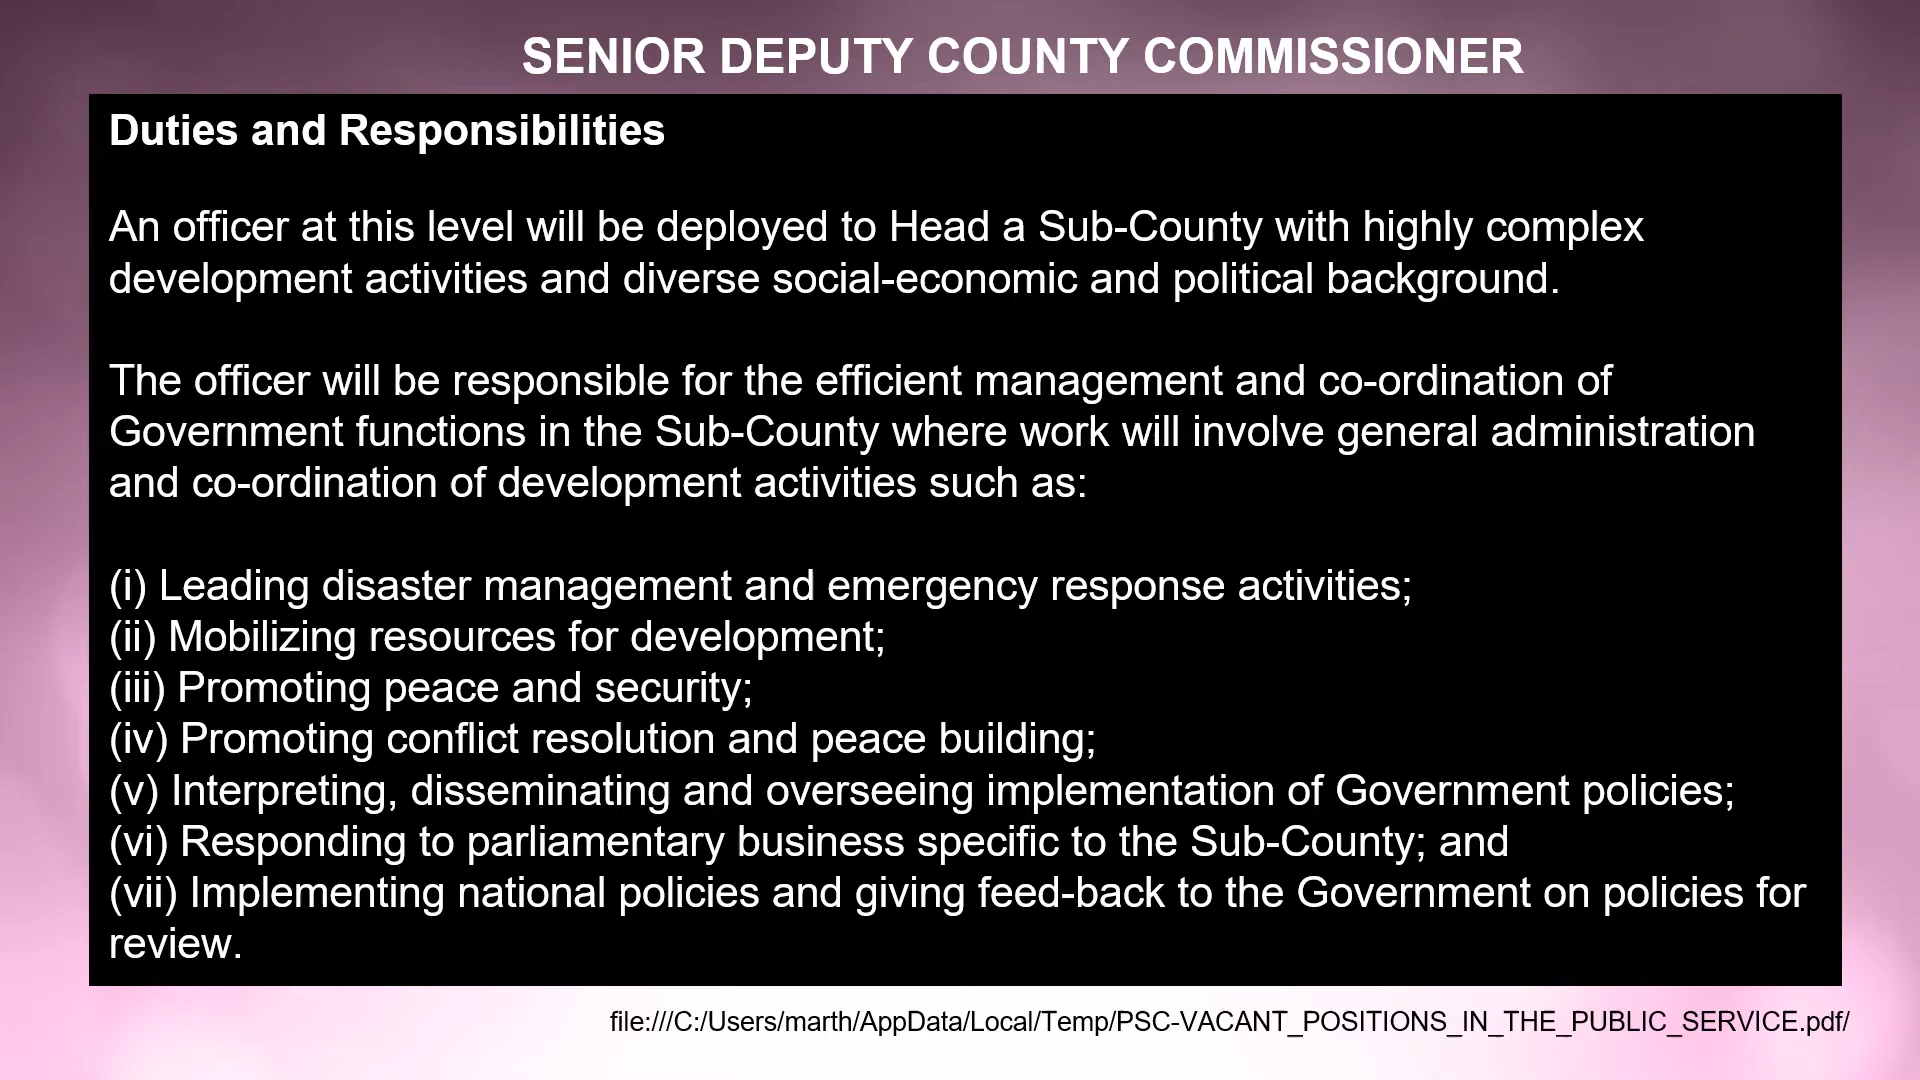 SENIOR DEPUTY COUNTY COMMISSIONER
Duties and Responsibilities
An officer at this level will be deployed to Head a Sub-County with highly complex
development activities and diverse social-economic and political background.
The officer will be responsible for the efficient management and co-ordination of
Government functions in the Sub-County where work will involve general administration
and co-ordination of development activities such as:
(i) Leading disaster management and emergency response activities;
(ii) Mobilizing resources for development;
(iii) Promoting peace and security;
(iv) Promoting conflict resolution and peace building;
(v) Interpreting, disseminating and overseeing implementation of Government policies;
(vi) Responding to parliamentary business specific to the Sub-County; and
(vii) Implementing national policies and giving feed-back to the Government on policies for
review.
file:///C:/Users/marth/AppData/Local/Temp/PSC-VACANT_POSITIONS_IN_THE_PUBLIC_SERVICE.pdf/